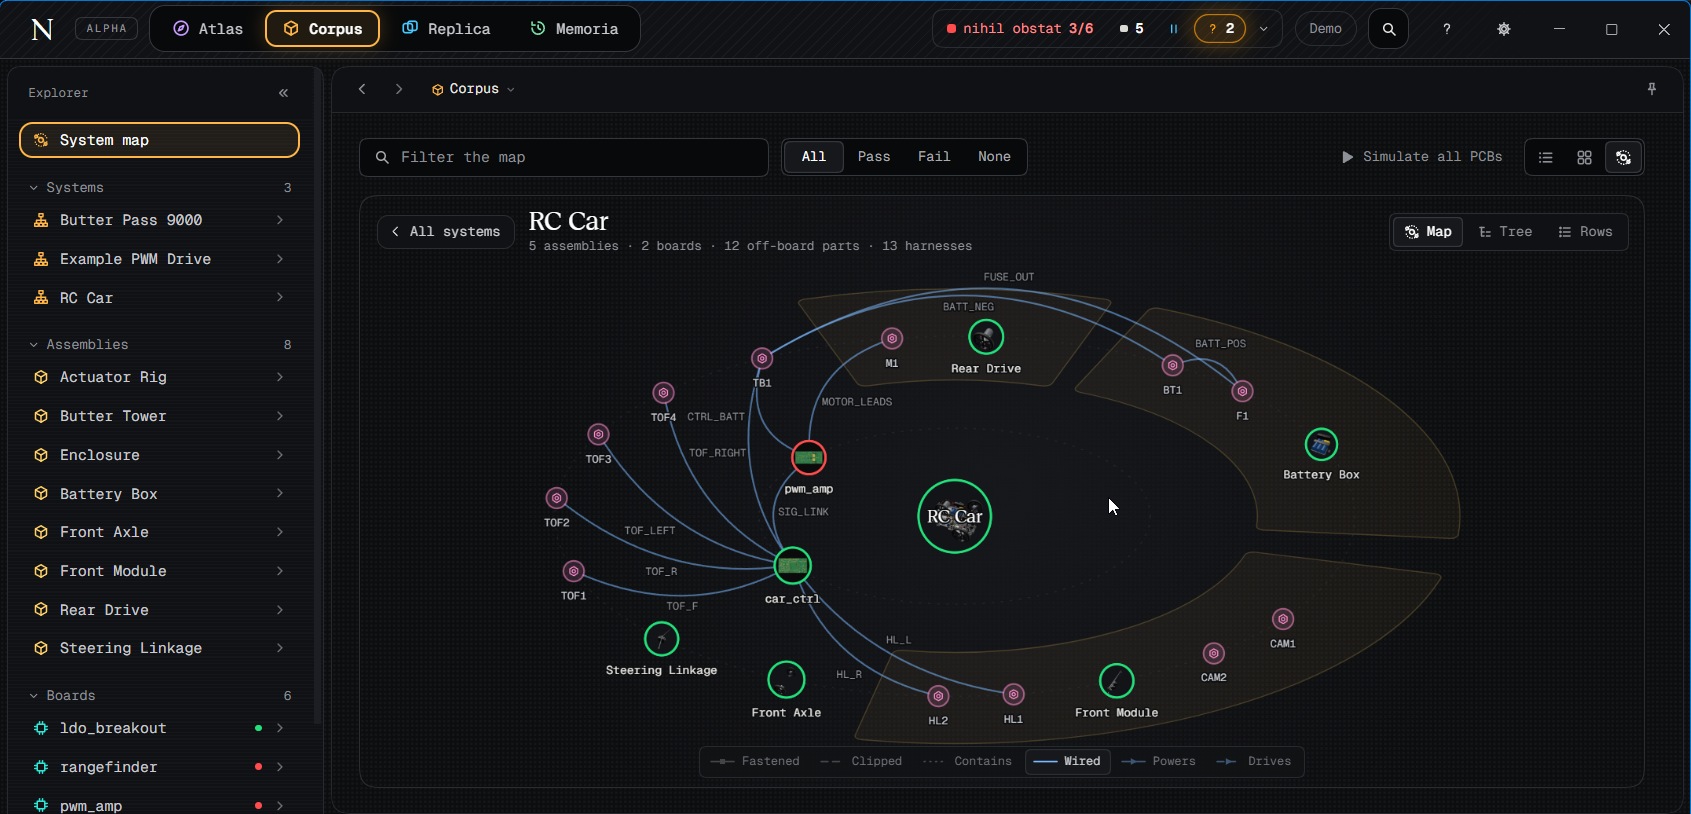 N ALPHA Atlas Corpus Replica Memoria nihil obstat 3/6 5 ? 2 Demo ?
Explorer
Corpus
System map
Filter the map
All Pass Fail None
Simulate all PCBs
Systems 3
Butter Pass 9000
Example PWM Drive
RC Car
Assemblies 8
Actuator Rig
Butter Tower
Enclosure
Battery Box
Front Axle
Front Module
Rear Drive
Steering Linkage
Boards 6
ldo_breakout
rangefinder
pwm_amp
All systems
RC Car
5 assemblies · 2 boards · 12 off-board parts · 13 harnesses
Map Tree Rows
FUSE_OUT
BATT_NEG
BATT_POS
M1
Rear Drive
TB1
BT1
F1
MOTOR_LEADS
TOF4
CTRL_BATT
TOF3
TOF_RIGHT
Battery Box
pwm_amp
TOF2
SIG_LINK
RC Car
TOF_LEFT
TOF_R
TOF1
car_ctrl
TOF_F
HL_L
CAM1
Steering Linkage
HL_R
CAM2
Front Axle
HL2
HL1
Front Module
Fastened Clipped Contains Wired Powers Drives